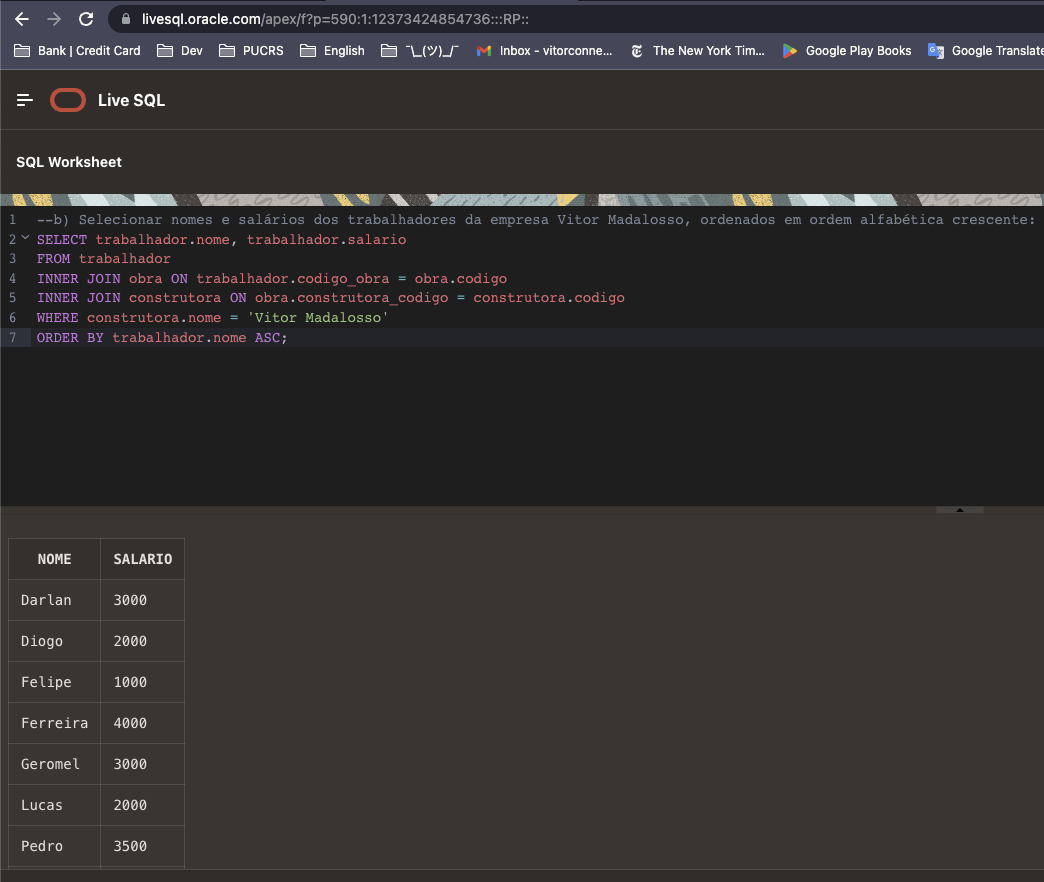 livesql.oracle.com/apex/f?p=590:1:12373424854736:::RP::
Bank | Credit Card Dev PUCRS English ¯\_(ツ)_/¯ Inbox - vitorconne... The New York Tim... Google Play Books Google Translate
Live SQL
SQL Worksheet
1 --b) Selecionar nomes e salários dos trabalhadores da empresa Vitor Madalosso, ordenados em ordem alfabética crescente:
2 SELECT trabalhador.nome, trabalhador.salario
3 FROM trabalhador
4 INNER JOIN obra ON trabalhador.codigo_obra = obra.codigo
5 INNER JOIN construtora ON obra.construtora_codigo = construtora.codigo
6 WHERE construtora.nome = 'Vitor Madalosso'
7 ORDER BY trabalhador.nome ASC;
NOME SALARIO
Darlan 3000
Diogo 2000
Felipe 1000
Ferreira 4000
Geromel 3000
Lucas 2000
Pedro 3500